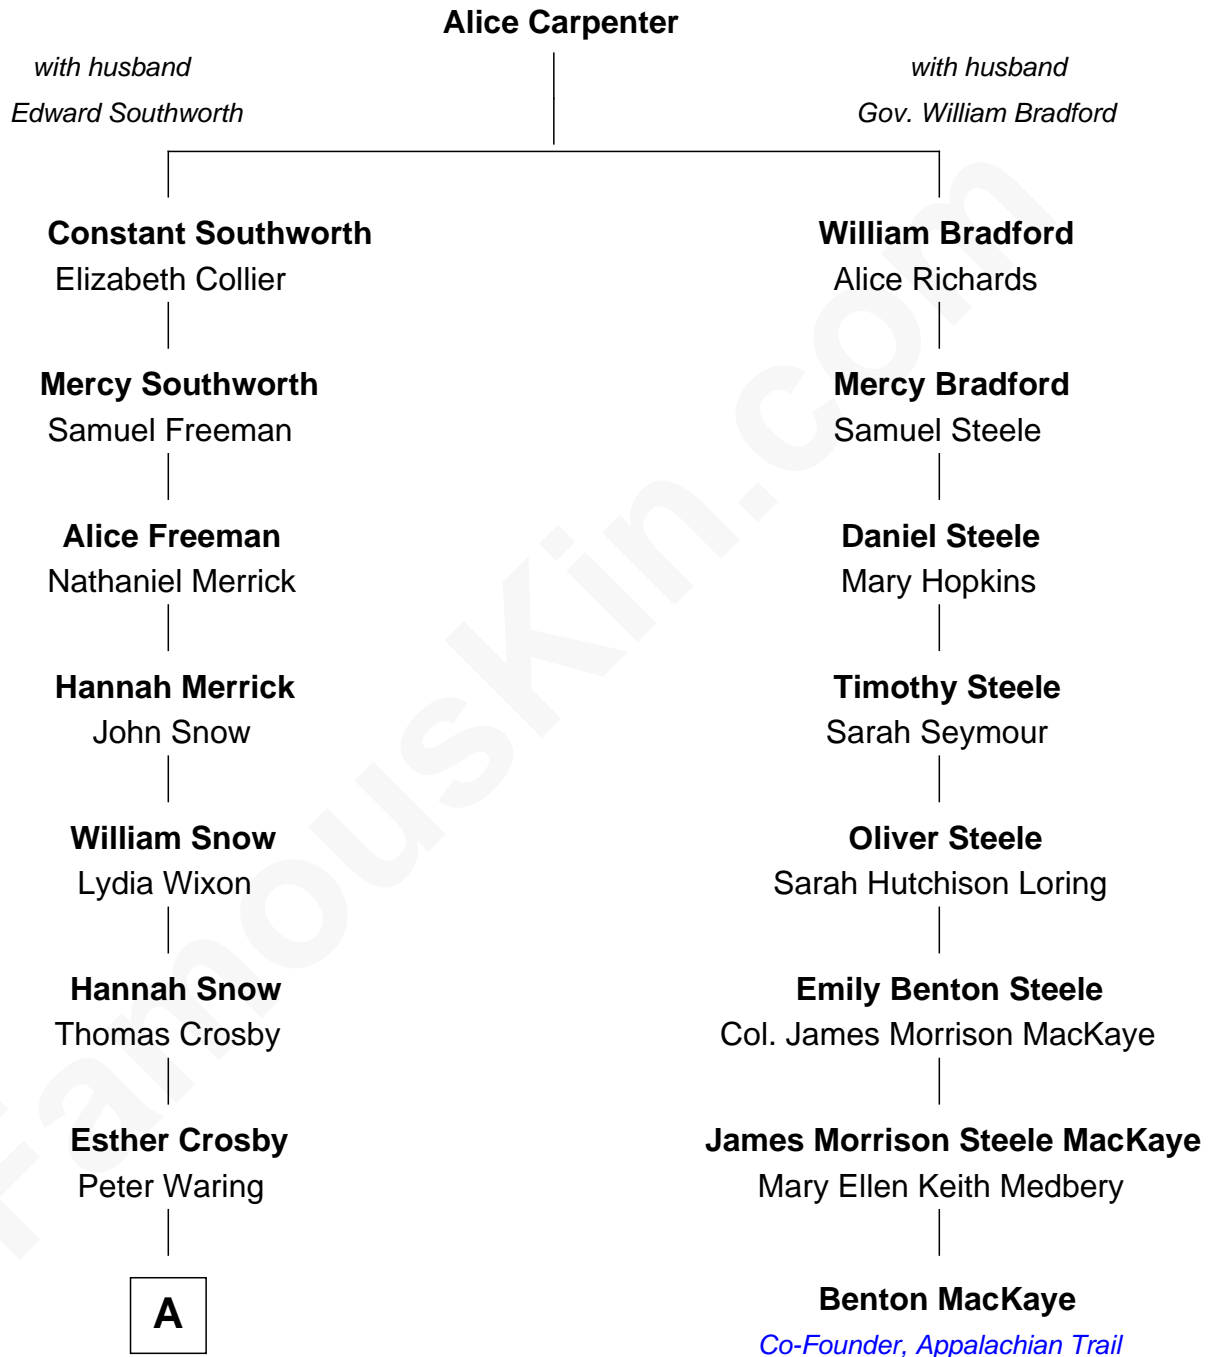 Alice Carpenter
with husband
Edward Southworth
with husband
Gov. William Bradford
Constant Southworth
Elizabeth Collier
William Bradford
Alice Richards
Mercy Southworth
Samuel Freeman
Mercy Bradford
Samuel Steele
Alice Freeman
Nathaniel Merrick
Daniel Steele
Mary Hopkins
Hannah Merrick
John Snow
Timothy Steele
Sarah Seymour
William Snow
Lydia Wixon
Oliver Steele
Sarah Hutchison Loring
Hannah Snow
Thomas Crosby
Emily Benton Steele
Col. James Morrison MacKaye
Esther Crosby
Peter Waring
James Morrison Steele MacKaye
Mary Ellen Keith Medbery
A
Benton MacKaye
Co-Founder, Appalachian Trail
FamousKin.com